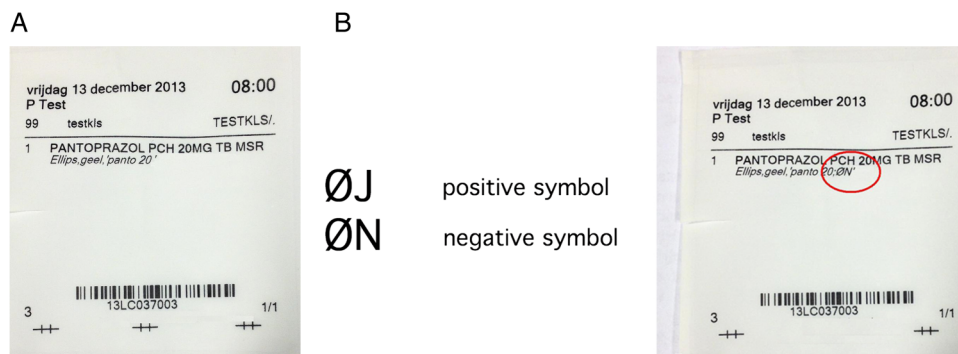 A
B
vrijdag 13 december 2013 08:00
P Test
99 testkls TESTKLS/.
1 PANTOPRAZOL PCH 20MG TB MSR
Ellips,geel,'panto 20 '
13LC037003
3 1/1
ØJ positive symbol
ØN negative symbol
vrijdag 13 december 2013 08:00
P Test
99 testkls TESTKLS/.
1 PANTOPRAZOL PCH 20MG TB MSR
Ellips,geel,'panto 20;ØN'
13LC037003
3 1/1